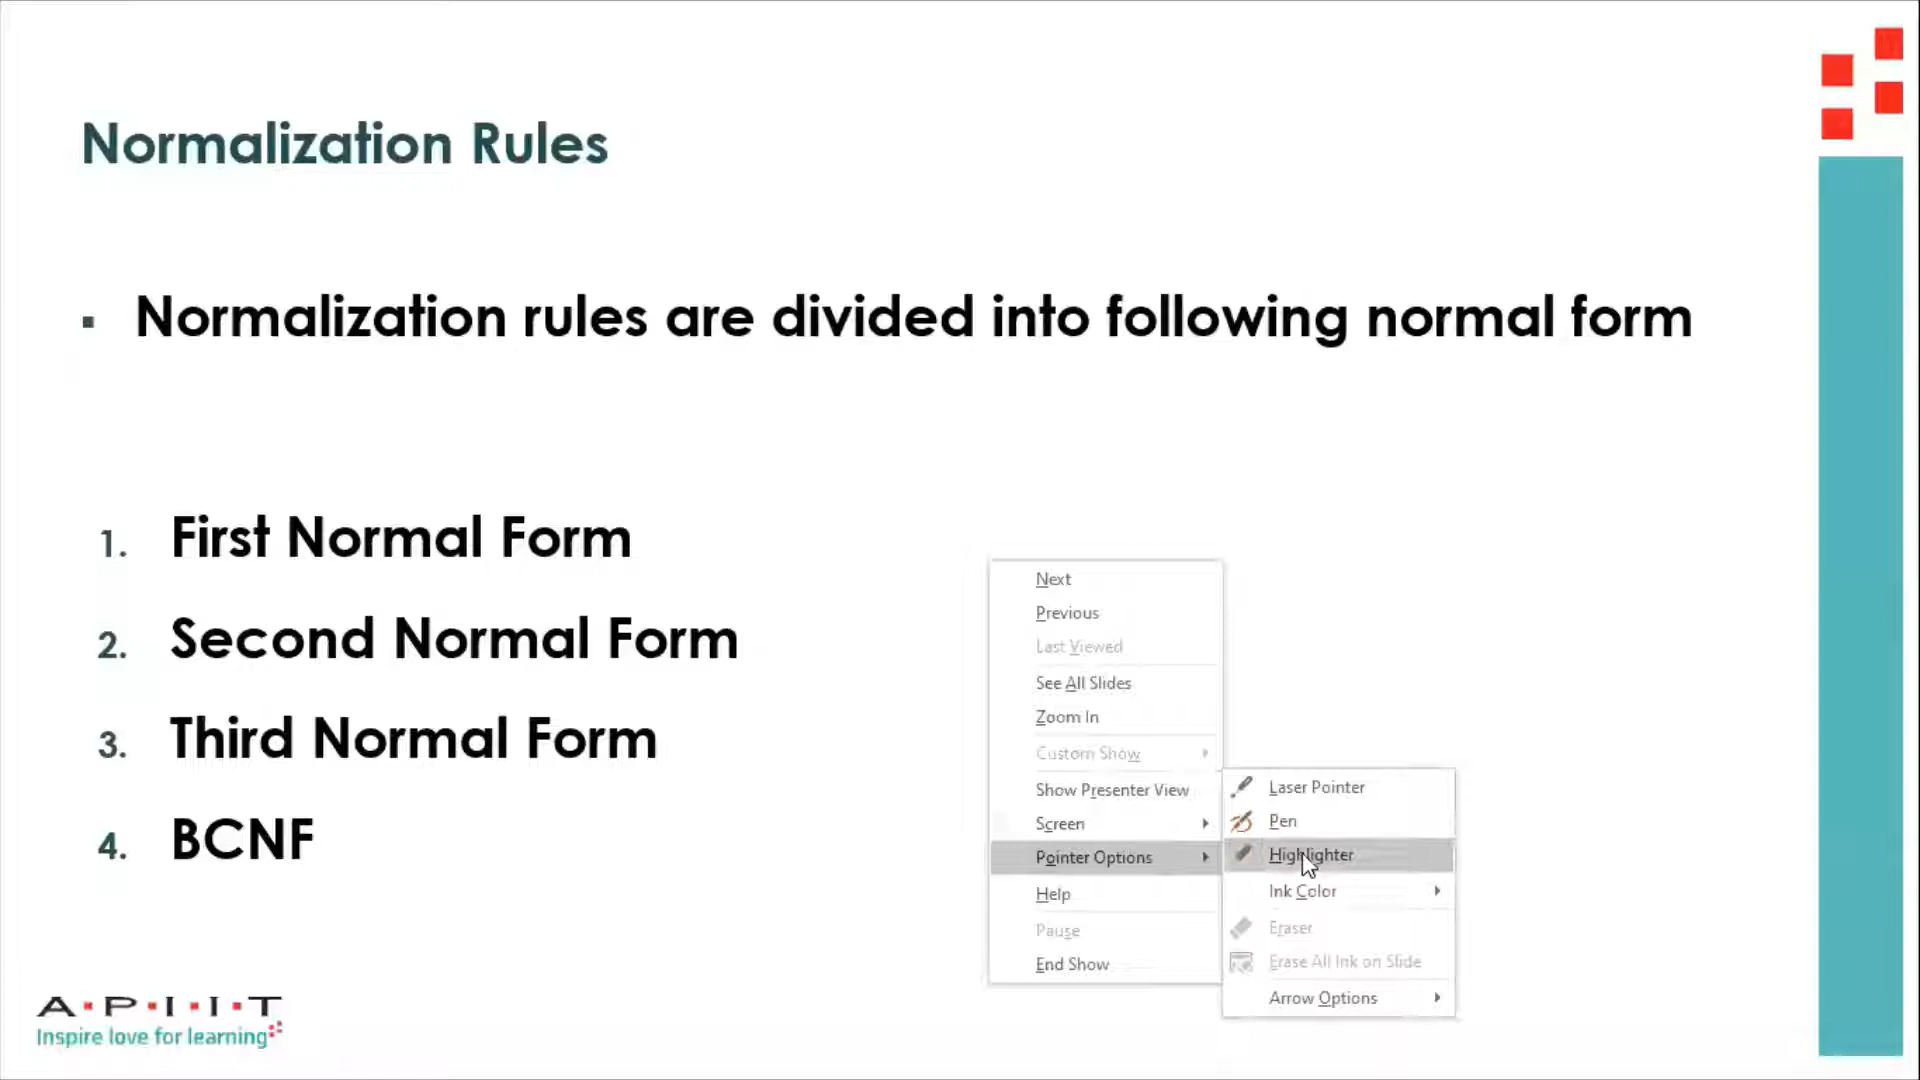 Normalization Rules
▪ Normalization rules are divided into following normal form
1. First Normal Form
2. Second Normal Form
3. Third Normal Form
4. BCNF
Next
Previous
Last Viewed
See All Slides
Zoom In
Custom Show
Show Presenter View
Screen
Pointer Options
Help
Pause
End Show
Laser Pointer
Pen
Highlighter
Ink Color
Eraser
Erase All Ink on Slide
Arrow Options
A·P·I·I·T
Inspire love for learning